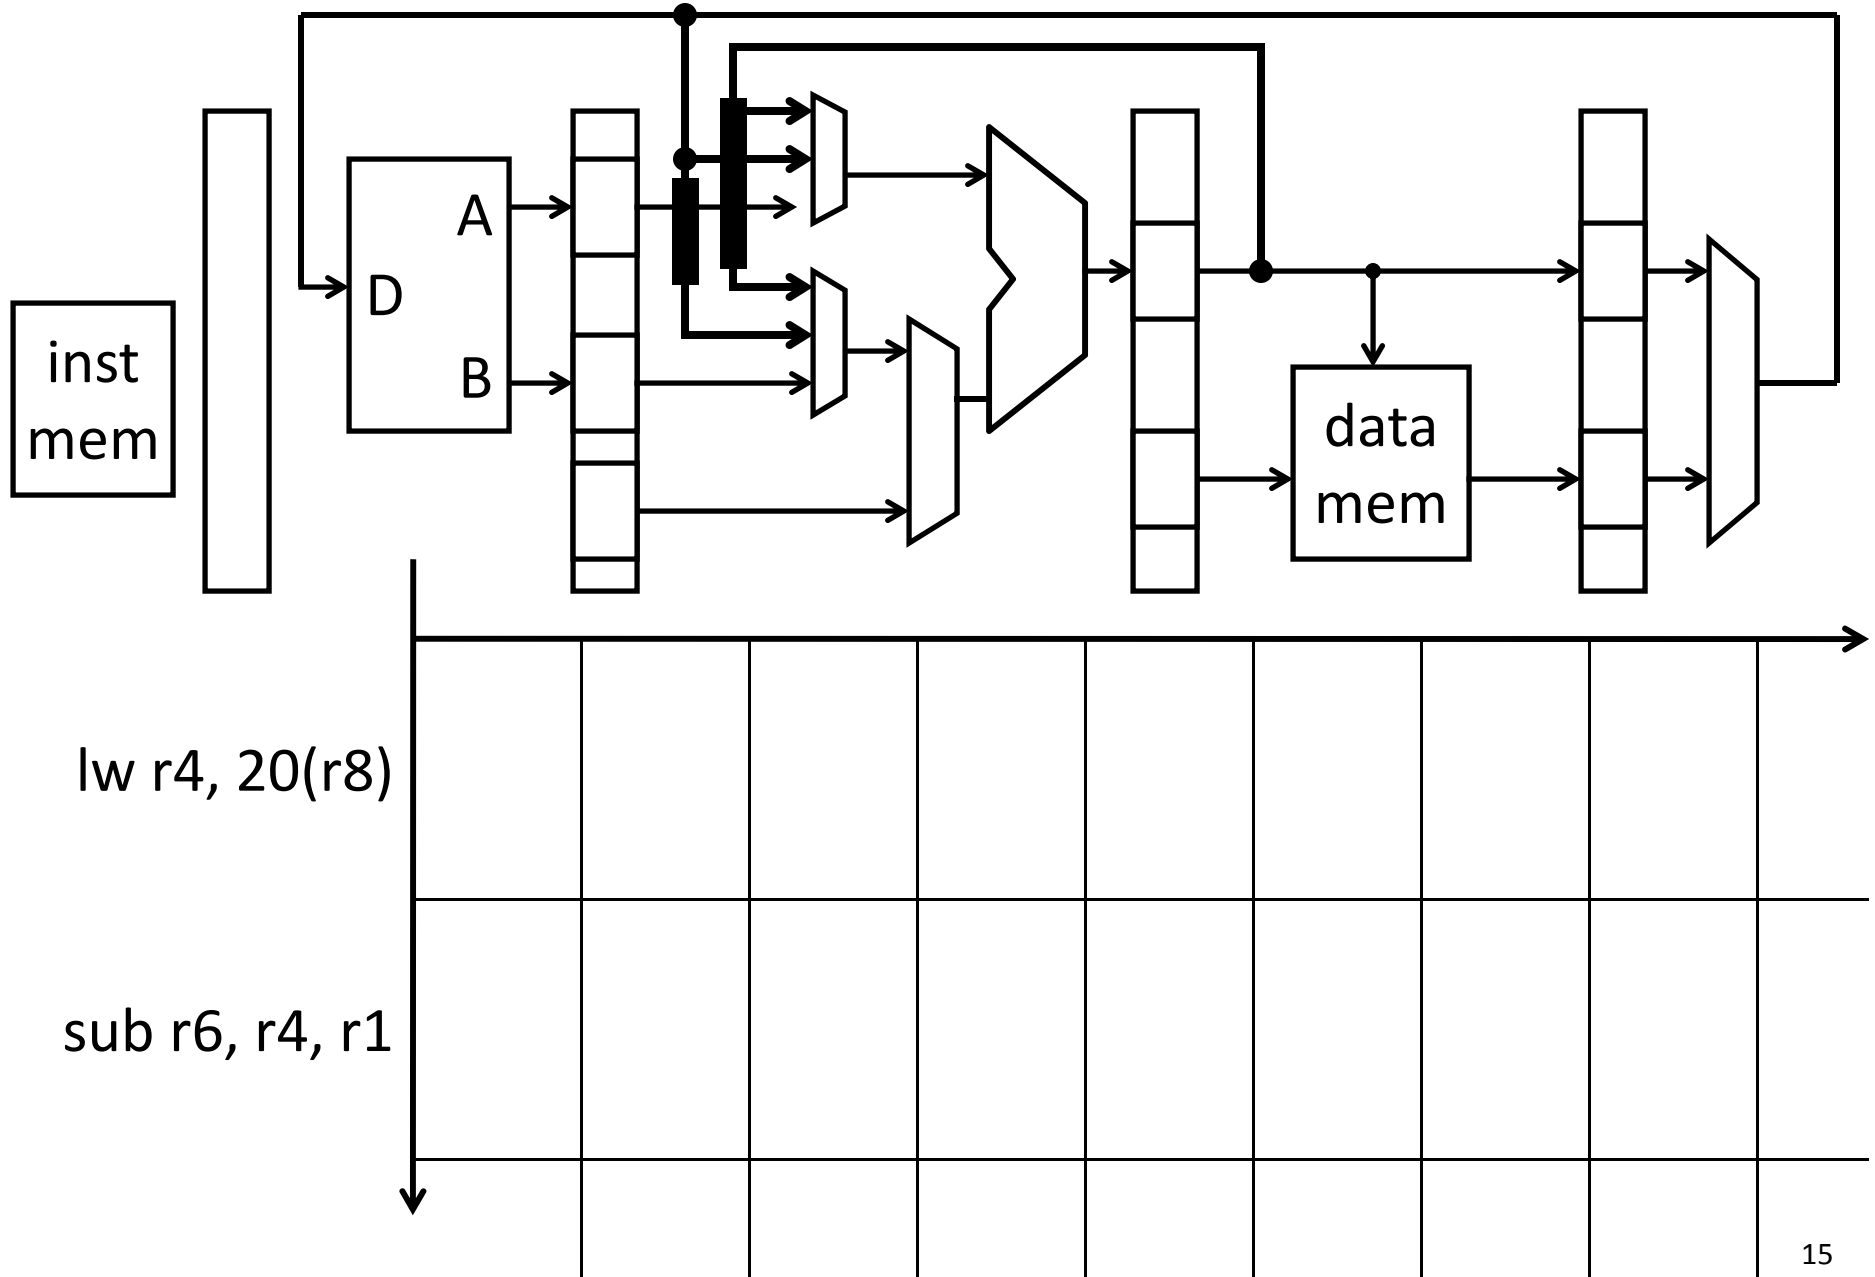 A
D
B
inst
mem
data
mem
lw r4, 20(r8)
sub r6, r4, r1
15